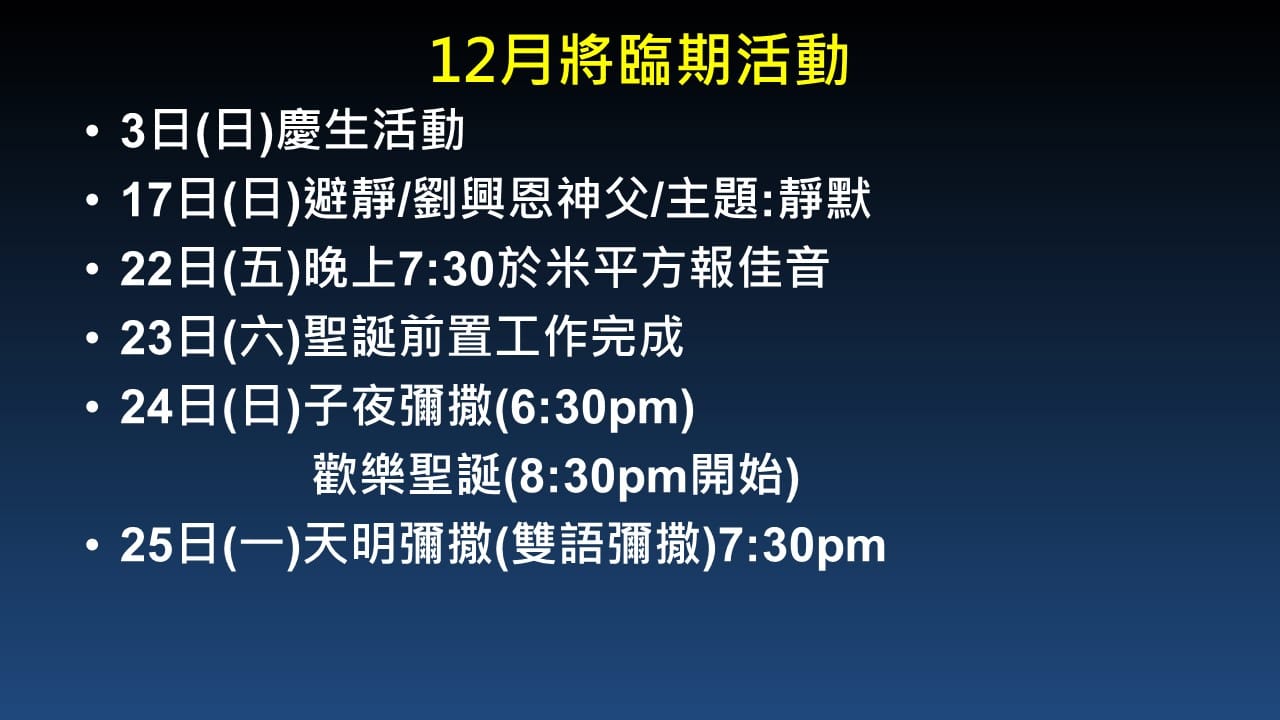 12月將臨期活動
• 3日(日)慶生活動
• 17日(日)避靜/劉興恩神父/主題:靜默
• 22日(五)晚上7:30於米平方報佳音
• 23日(六)聖誕前置工作完成
• 24日(日)子夜彌撒(6:30pm)
歡樂聖誕(8:30pm開始)
• 25日(一)天明彌撒(雙語彌撒)7:30pm